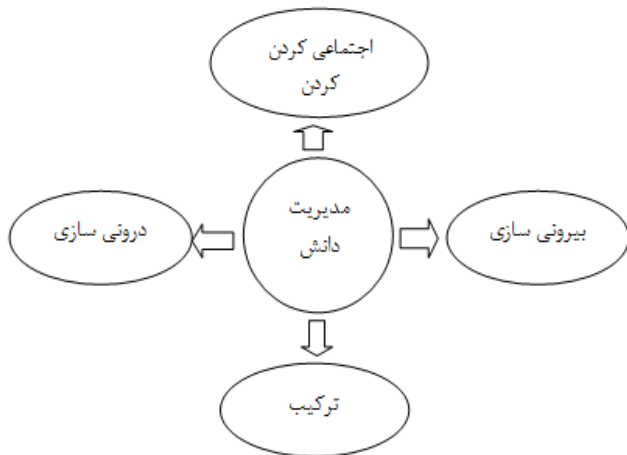 اجتماعی کردن
کردن
مدیریت
دانش
بیرونی سازی
درونی سازی
ترکیب